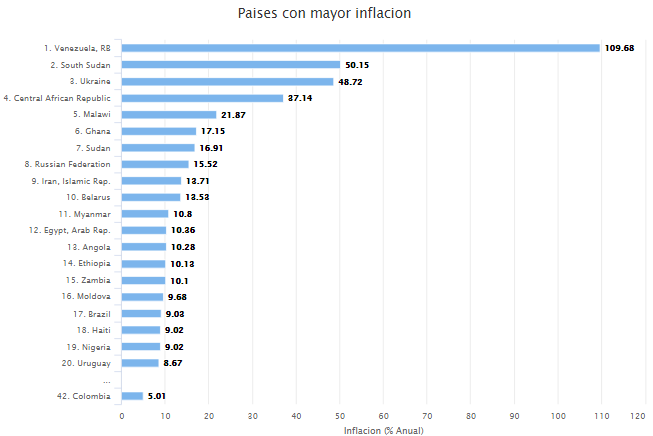 Paises con mayor inflacion
1. Venezuela, RB 109.68
2. South Sudan 50.15
3. Ukraine 48.72
4. Central African Republic 37.14
5. Malawi 21.87
6. Ghana 17.15
7. Sudan 16.91
8. Russian Federation 15.52
9. Iran, Islamic Rep. 13.71
10. Belarus 13.53
11. Myanmar 10.8
12. Egypt, Arab Rep. 10.36
13. Angola 10.28
14. Ethiopia 10.13
15. Zambia 10.1
16. Moldova 9.68
17. Brazil 9.03
18. Haiti 9.02
19. Nigeria 9.02
20. Uruguay 8.67
...
42. Colombia 5.01
0 10 20 30 40 50 60 70 80 90 100 110 120
Inflacion (% Anual)